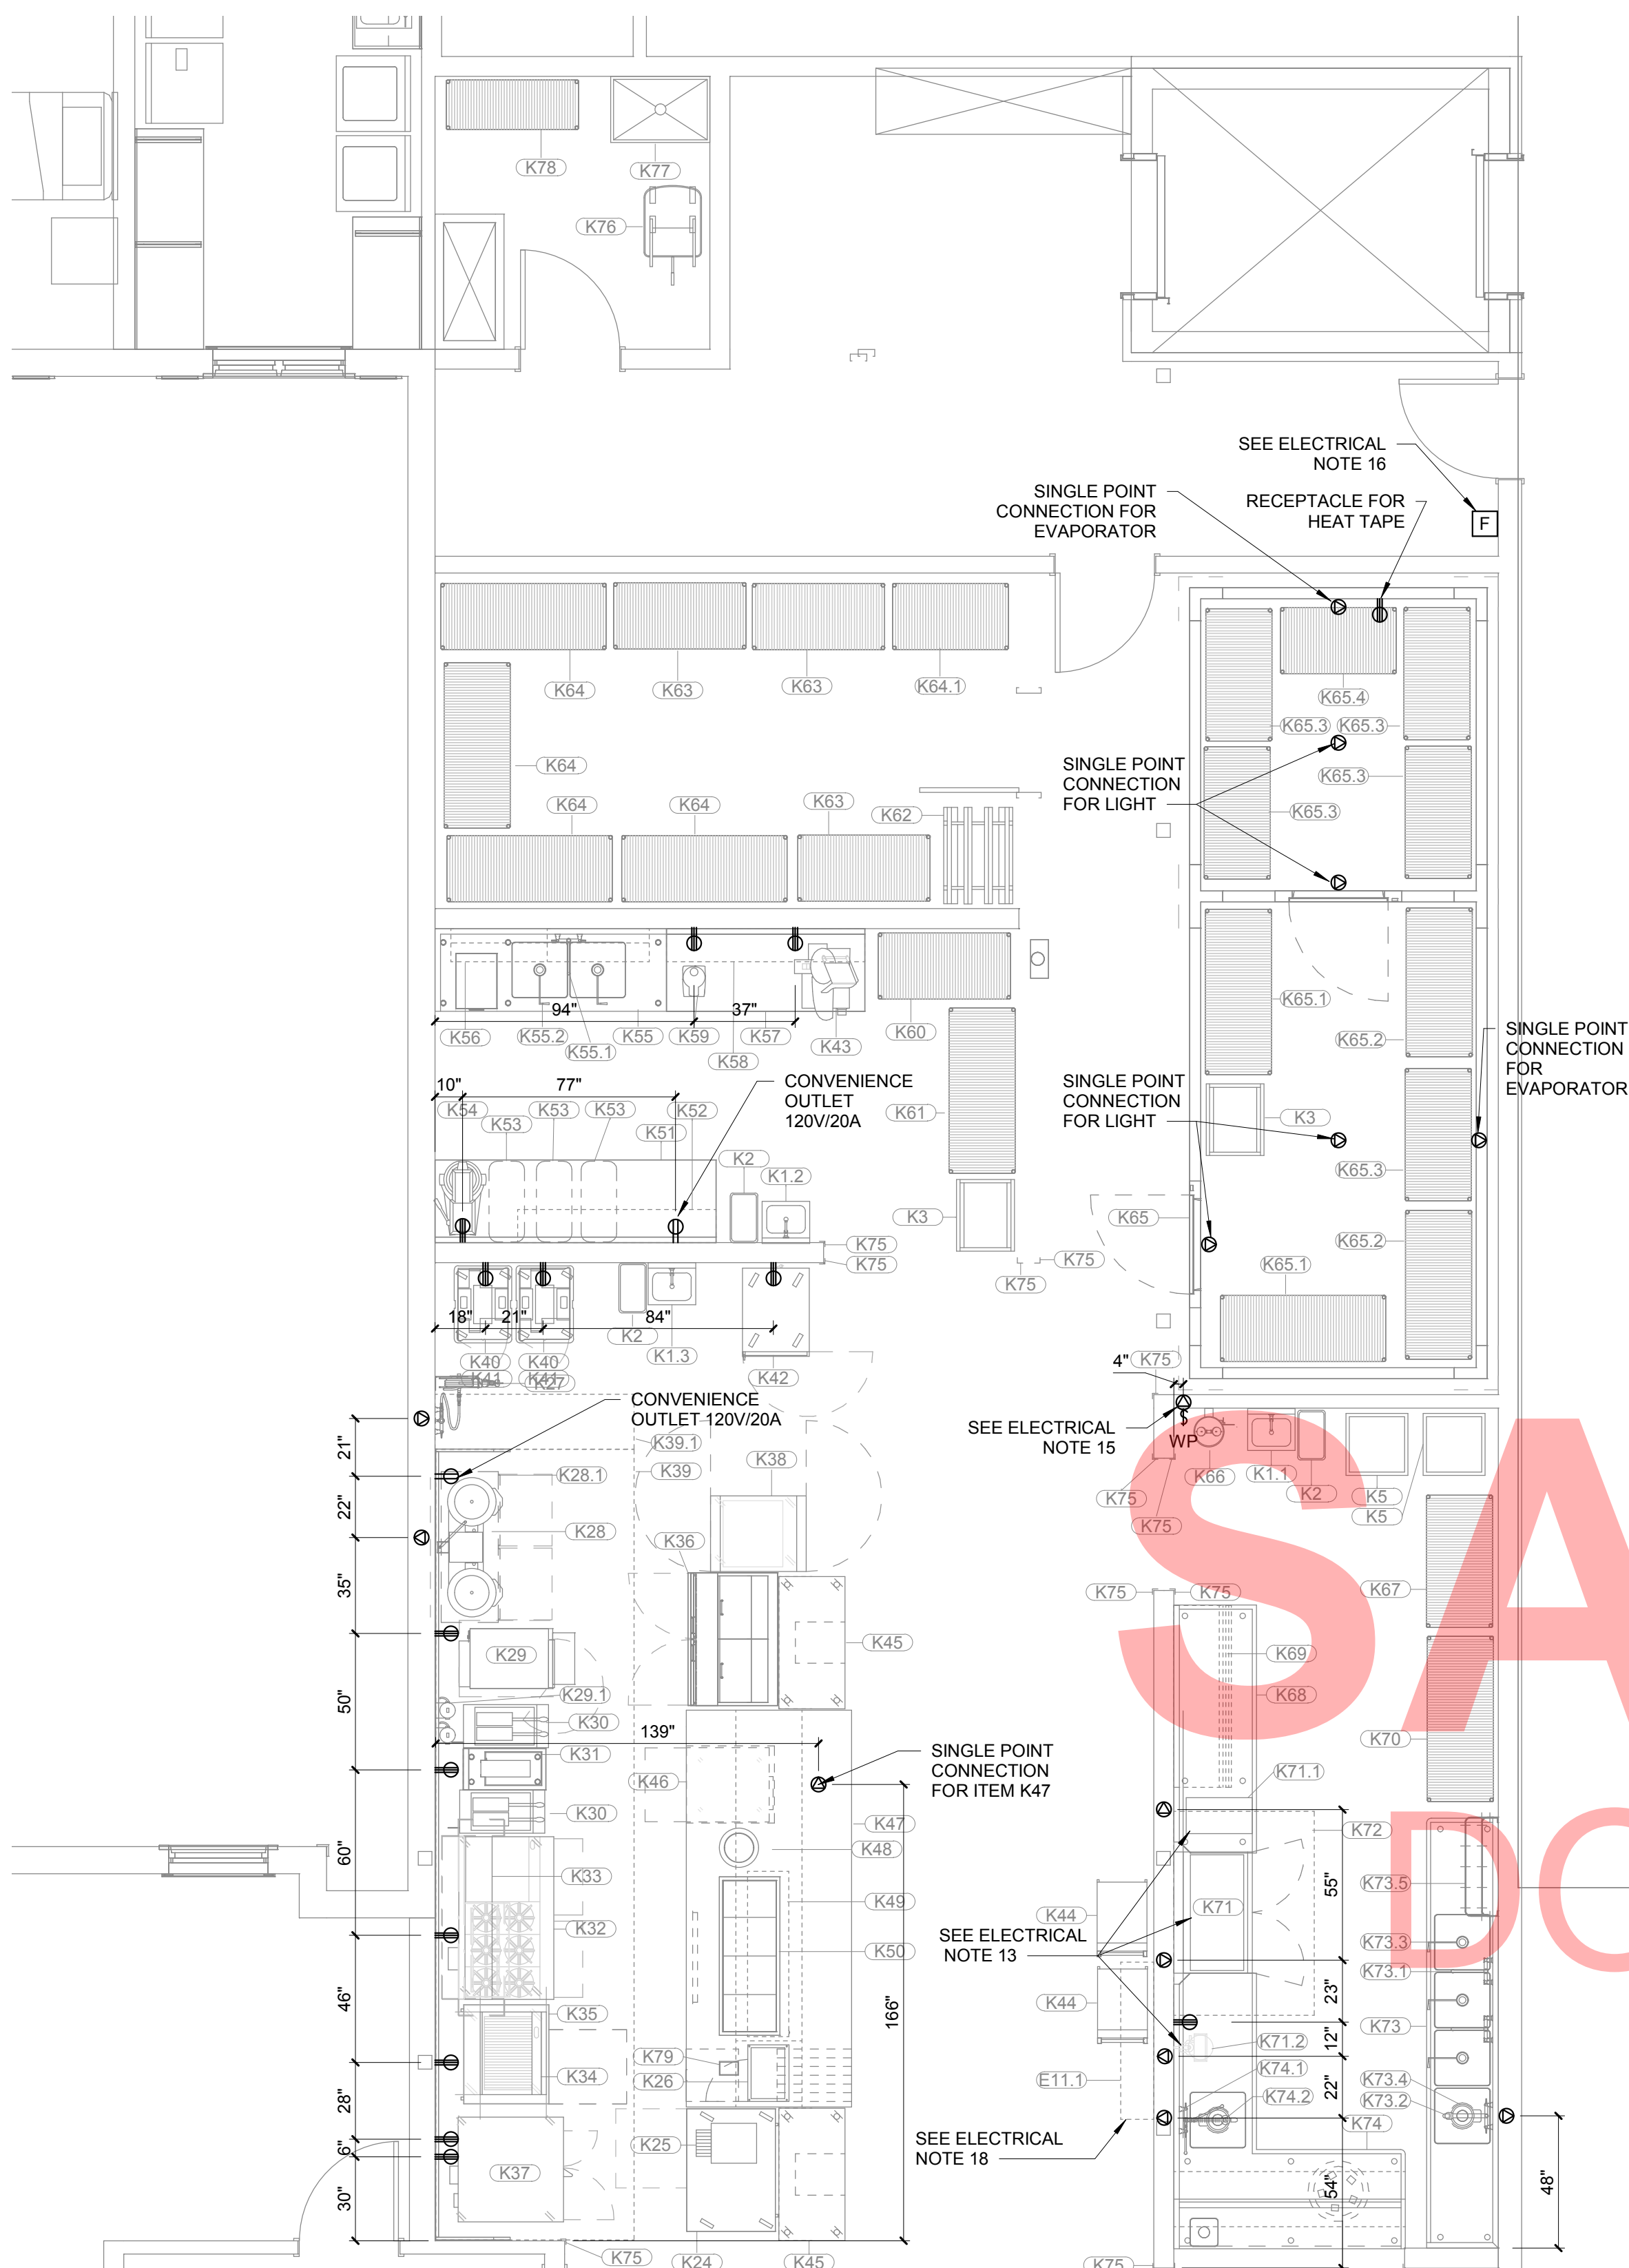 K78
K77
K76
SEE ELECTRICAL
NOTE 16
SINGLE POINT
CONNECTION FOR
EVAPORATOR
RECEPTACLE FOR
HEAT TAPE
F
K64
K63
K63
K64.1
K65.4
K65.3
K65.3
K64
SINGLE POINT
CONNECTION
FOR LIGHT
K65.3
K65.3
K64
K64
K63
K62
94"
37"
K56
K55.2
K55.1
K55
K59
K58
K57
K43
K60
K65.1
K65.2
SINGLE POINT
CONNECTION
FOR
EVAPORATOR
10"
77"
CONVENIENCE
OUTLET
120V/20A
K54
K53
K53
K53
K52
K51
K61
SINGLE POINT
CONNECTION
FOR LIGHT
K3
K2
K1.2
K65.3
K3
K65
K75
K75
K65.2
K75
K75
K65.1
18"
21"
84"
K2
K1.3
K40
K40
K41
K41
K27
K42
4"
K75
CONVENIENCE
OUTLET 120V/20A
SEE ELECTRICAL
NOTE 15
$
WP
21"
K39.1
K28.1
K39
K38
K66
K1.1
K2
K5
K5
K75
K75
22"
K28
K36
35"
K75
K75
K67
K29
K45
K69
K29.1
K68
50"
K30
139"
K31
SINGLE POINT
CONNECTION
FOR ITEM K47
K70
K46
K71.1
K30
K47
K72
60"
K48
K33
K49
55"
K73.5
K32
K50
K44
K71
SEE ELECTRICAL
NOTE 13
K73.3
K73.1
46"
166"
23"
K44
K35
K73
12"
K79
K71.2
K34
K26
E11.1
K74.1
K73.4
22"
K74.2
K73.2
28"
K74
6"
K25
SEE ELECTRICAL
NOTE 18
K37
54"
48"
30"
K75
K24
K45
K75
SA
DO